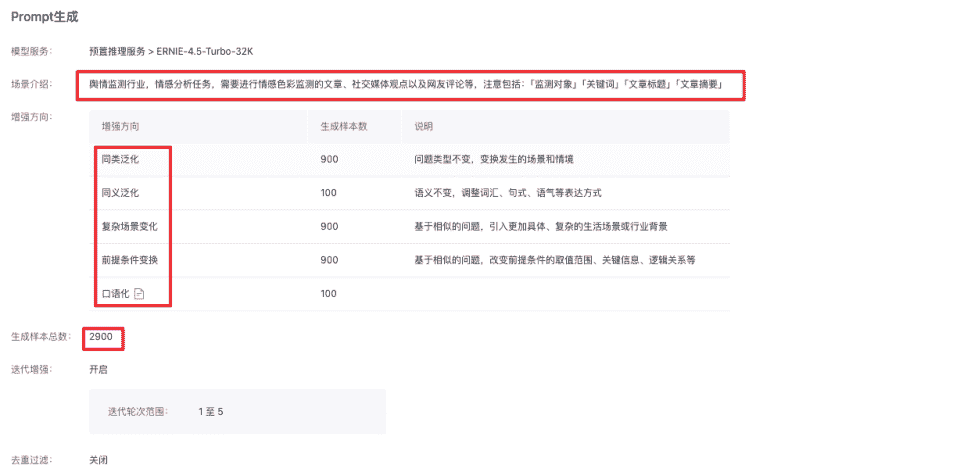 Prompt生成
模型服务： 预置推理服务 > ERNIE-4.5-Turbo-32K
场景介绍： 舆情监测行业，情感分析任务，需要进行情感色彩监测的文章、社交媒体观点以及网友评论等，注意包括：「监测对象」「关键词」「文章标题」「文章摘要」
增强方向：
增强方向 生成样本数 说明
同类泛化 900 问题类型不变，变换发生的场景和情境
同义泛化 100 语义不变，调整词汇、句式、语气等表达方式
复杂场景变化 900 基于相似的问题，引入更加具体、复杂的生活场景或行业背景
前提条件变换 900 基于相似的问题，改变前提条件的取值范围、关键信息、逻辑关系等
口语化 100
生成样本总数： 2900
迭代增强： 开启
迭代轮次范围： 1 至 5
去重过滤： 关闭